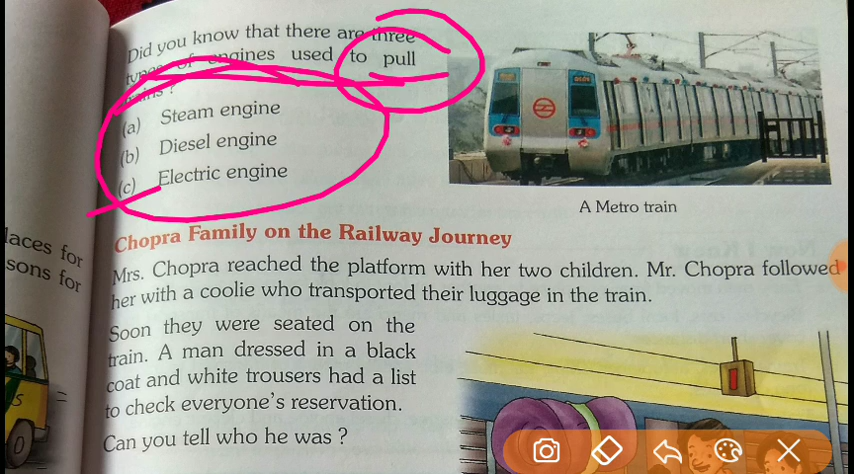 Did you know that there are three
types of engines used to pull
trains ?
(a) Steam engine
(b) Diesel engine
(c) Electric engine
A Metro train
Chopra Family on the Railway Journey
Mrs. Chopra reached the platform with her two children. Mr. Chopra followed
her with a coolie who transported their luggage in the train.
Soon they were seated on the
train. A man dressed in a black
coat and white trousers had a list
to check everyone's reservation.
Can you tell who he was ?
laces for
sons for